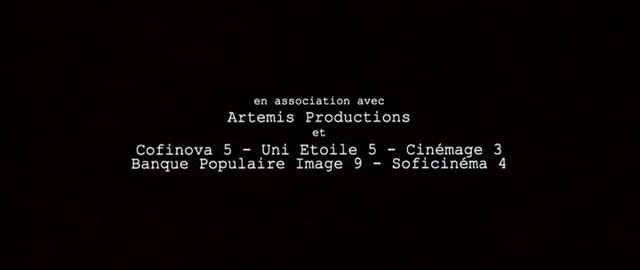 en association avec
Artemis Productions
et
Cofinova 5 - Uni Etoile 5 - Cinémage 3
Banque Populaire Image 9 - Soficinéma 4